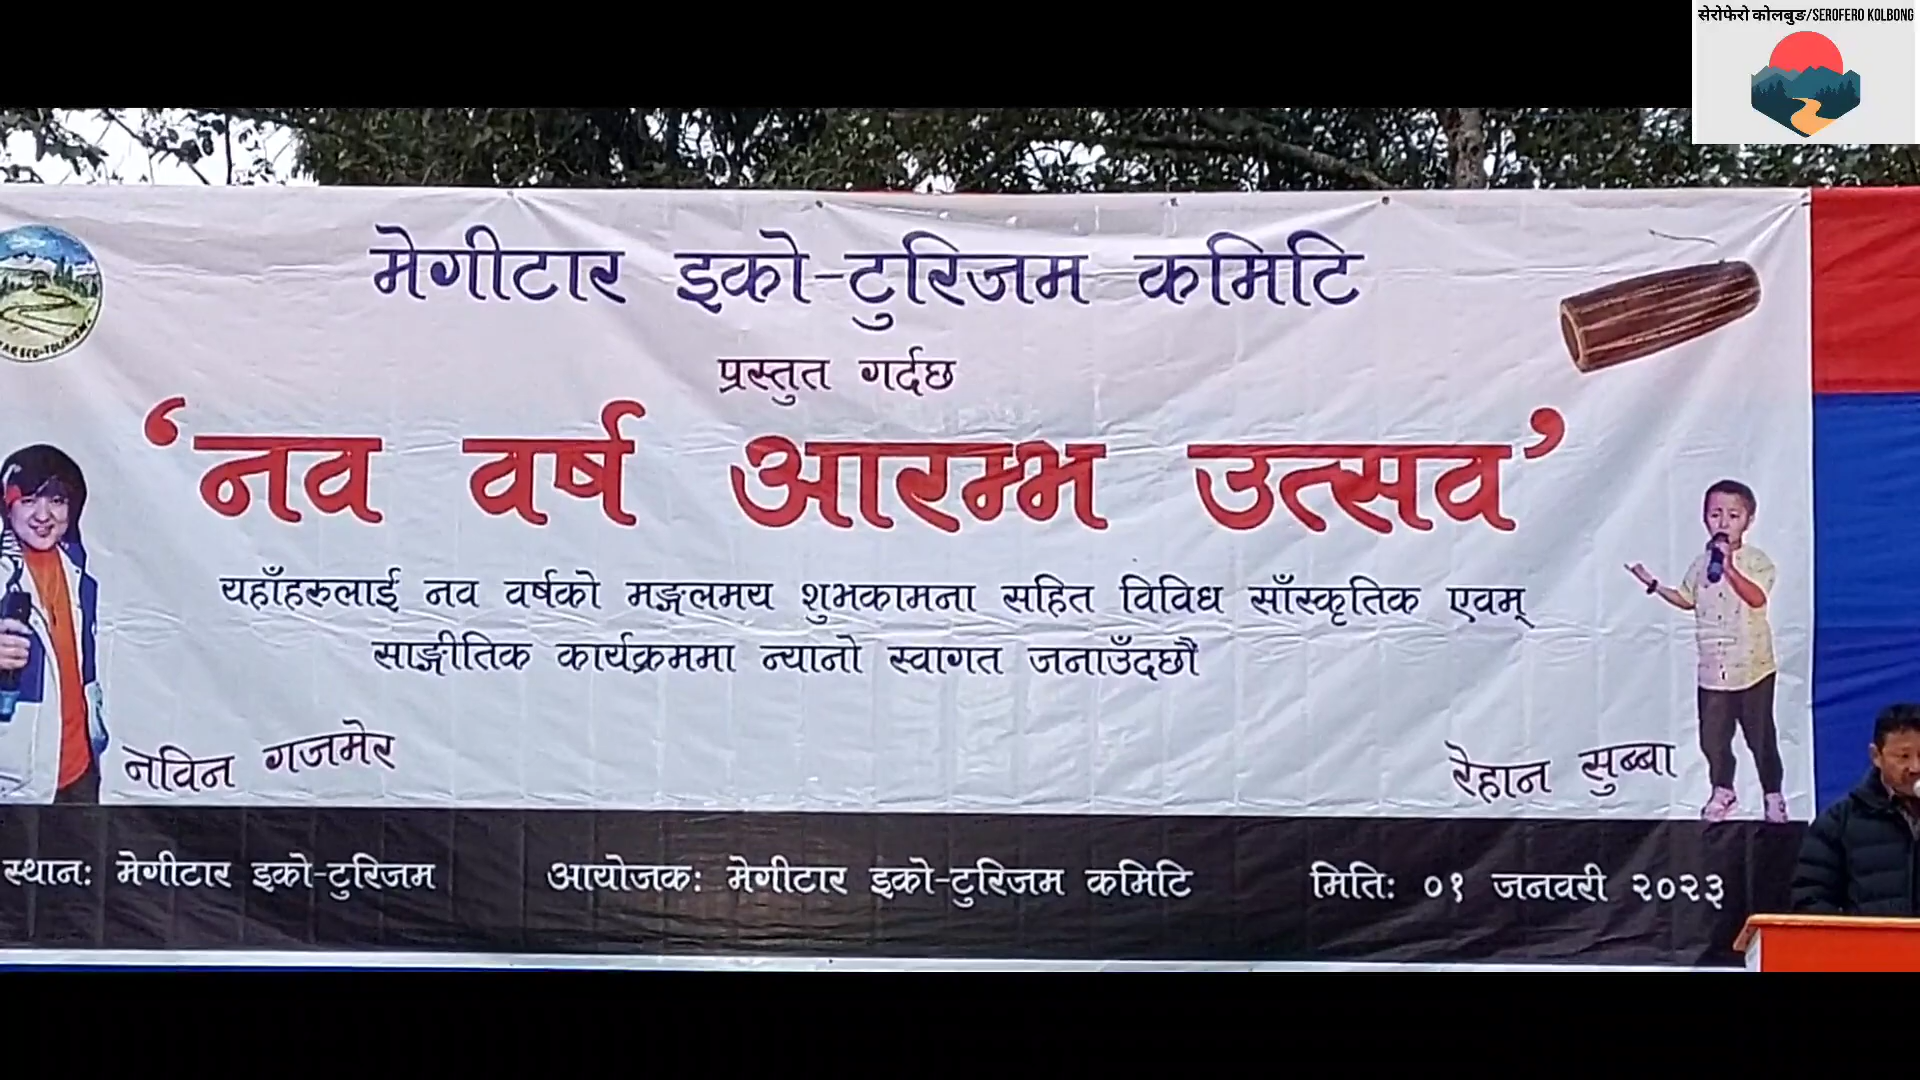 सेरोफेरो कोलबुङ/SEROFERO KOLBONG
मेगीटार इको-टुरिजम कमिटि
प्रस्तुत गर्दछ
‘नव वर्ष आरम्भ उत्सव’
यहाँहरुलाई नव वर्षको मङ्गलमय शुभकामना सहित विविध साँस्कृतिक एवम्
साङ्गीतिक कार्यक्रममा न्यानो स्वागत जनाउँदछौ
नविन गजमेर
रेहान सुब्बा
स्थान: मेगीटार इको-टुरिजम आयोजक: मेगीटार इको-टुरिजम कमिटि मिति: ०१ जनवरी २०२३